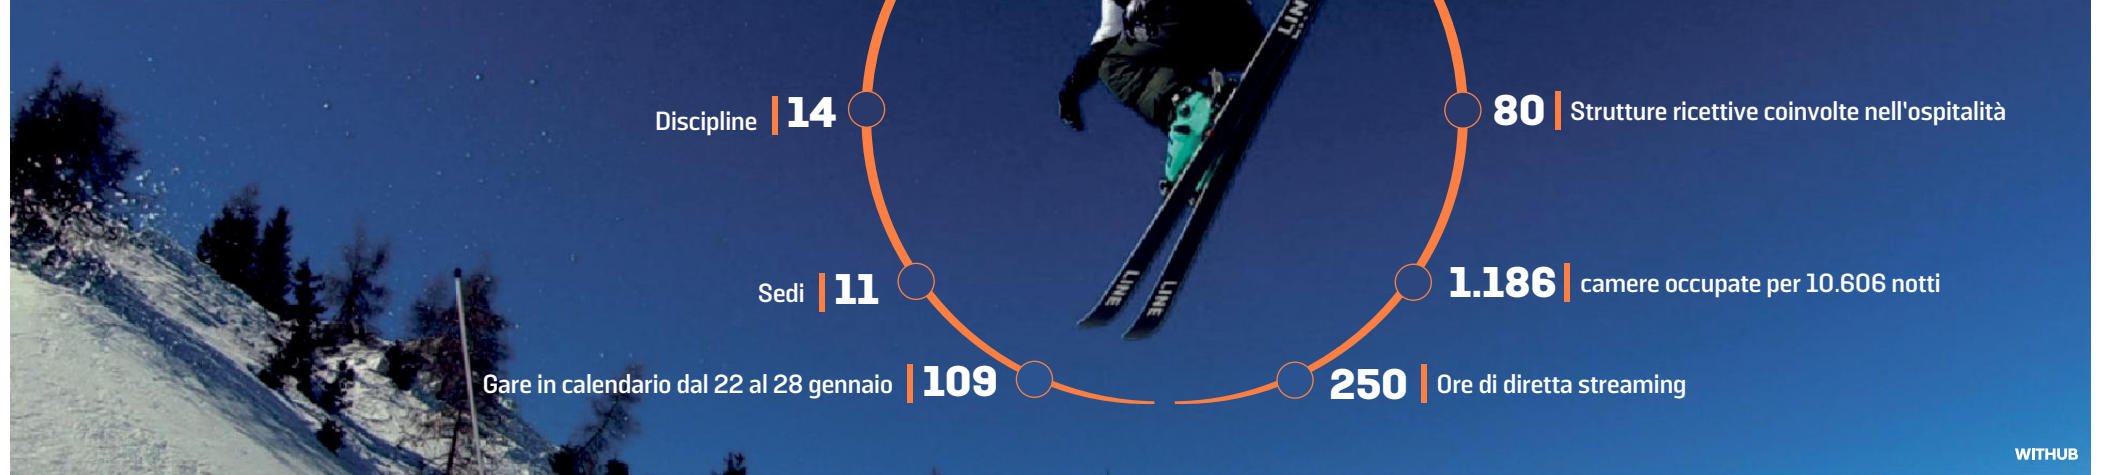 Discipline | 14
80 | Strutture ricettive coinvolte nell'ospitalità
Sedi | 11
1.186 | camere occupate per 10.606 notti
Gare in calendario dal 22 al 28 gennaio | 109
250 | Ore di diretta streaming
LINE
LINE
LINE
WITHUB